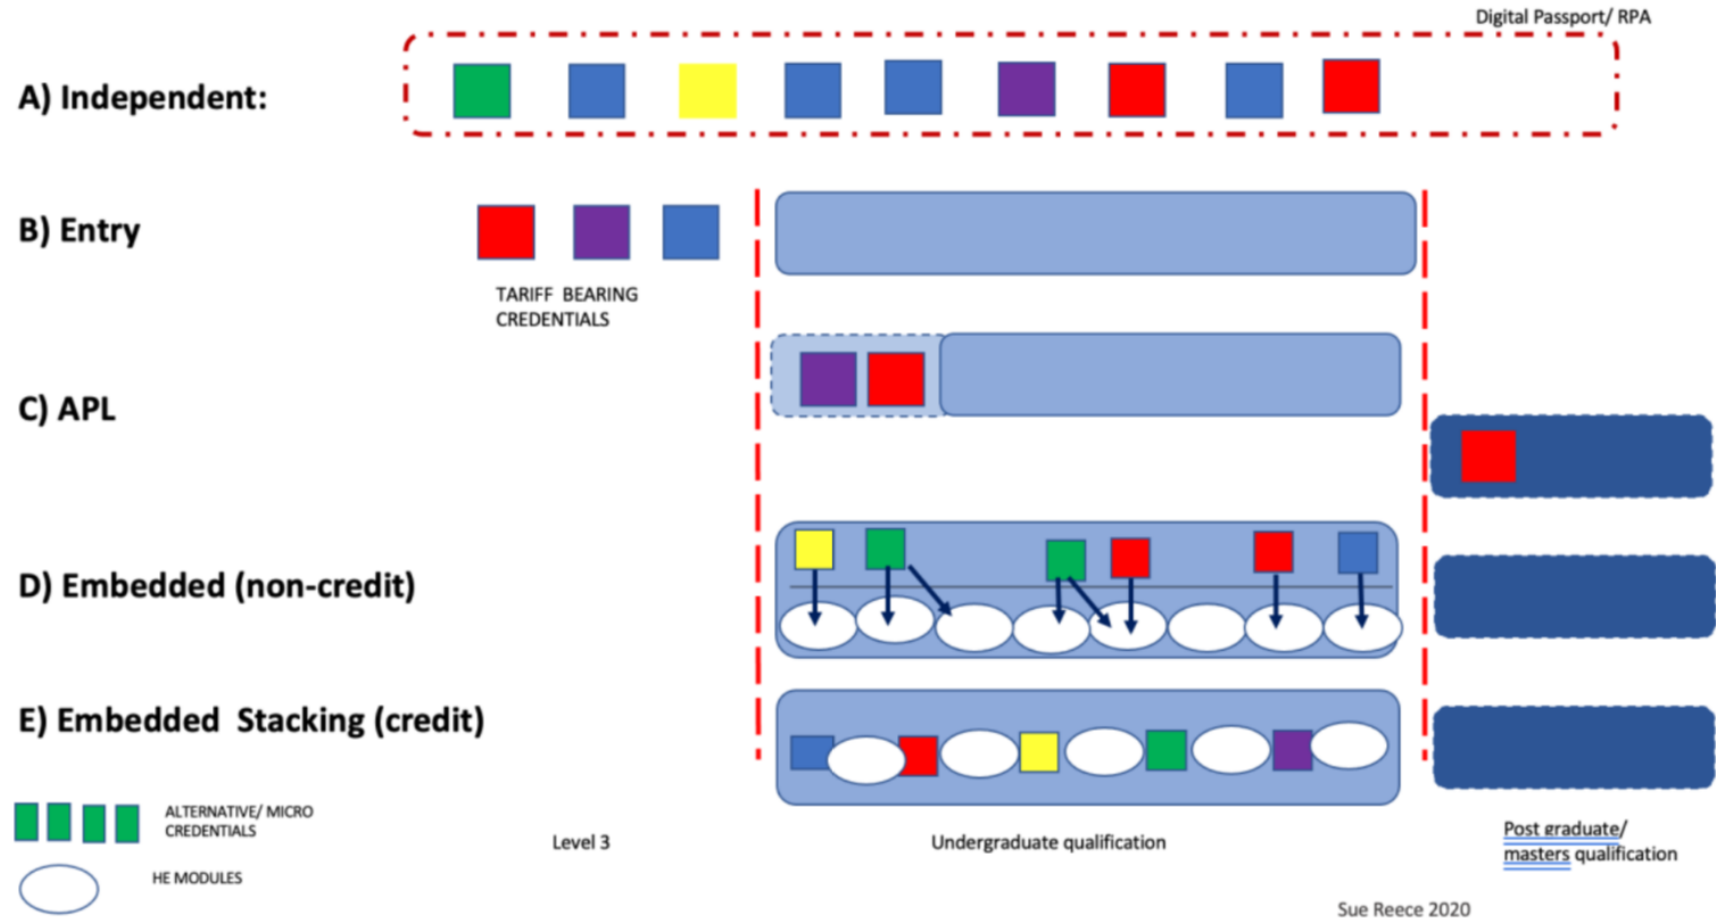 Digital Passport/ RPA
A) Independent:
B) Entry
TARIFF BEARING
CREDENTIALS
C) APL
D) Embedded (non-credit)
E) Embedded Stacking (credit)
ALTERNATIVE/ MICRO
CREDENTIALS
HE MODULES
Level 3
Undergraduate qualification
Post graduate/
masters qualification
Sue Reece 2020